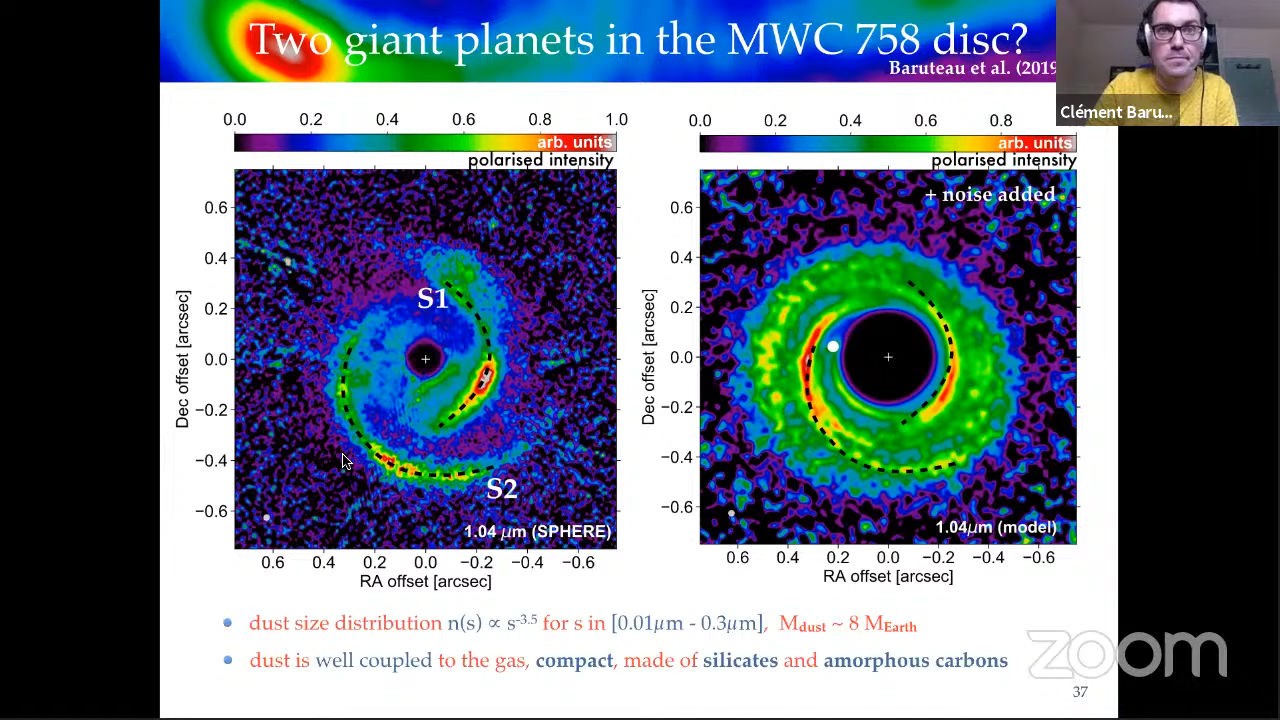 Two giant planets in the MWC 758 disc?
Baruteau et al. (2019
Clément Baru...
0.0 0.2 0.4 0.6 0.8 1.0
arb. units
polarised intensity
0.6
0.4
0.2
0.0
−0.2
−0.4
−0.6
Dec offset [arcsec]
S1
S2
1.04 μm (SPHERE)
0.6 0.4 0.2 0.0 −0.2 −0.4 −0.6
RA offset [arcsec]
0.0 0.2 0.4 0.6 0.8
arb. units
polarised intensity
+ noise added
0.6
0.4
0.2
0.0
−0.2
−0.4
−0.6
Dec offset [arcsec]
1.04μm (model)
0.6 0.4 0.2 0.0 −0.2 −0.4 −0.6
RA offset [arcsec]
dust size distribution n(s) ∝ s⁻³·⁵ for s in [0.01μm - 0.3μm], Mdust ~ 8 MEarth
dust is well coupled to the gas, compact, made of silicates and amorphous carbons
zoom
37